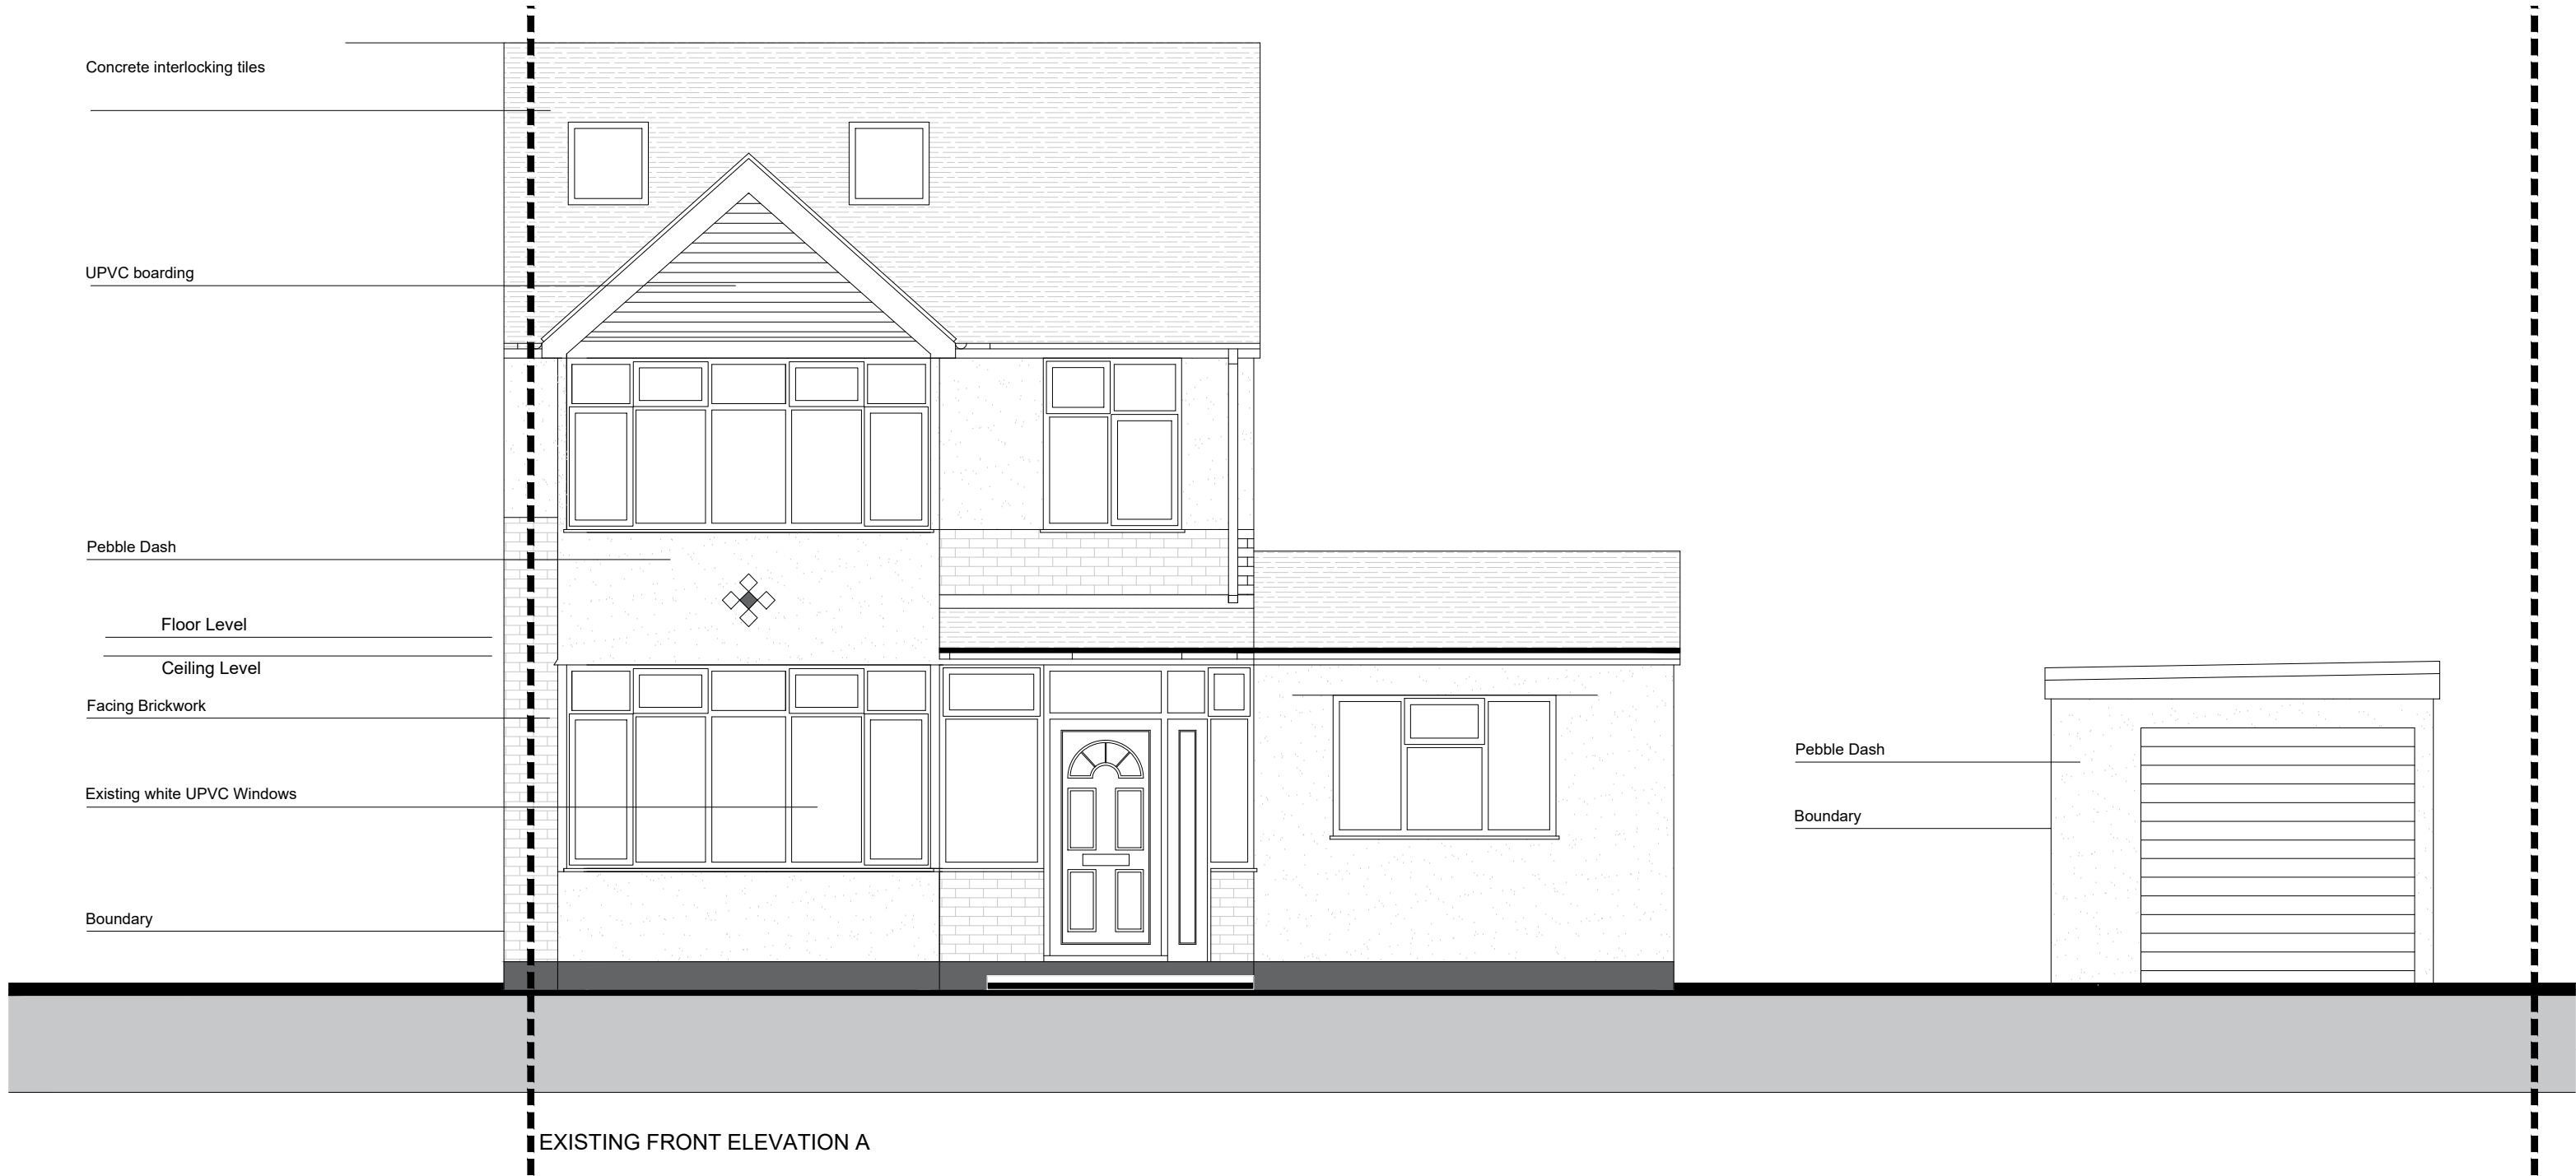 Concrete interlocking tiles
UPVC boarding
Pebble Dash
Floor Level
Ceiling Level
Facing Brickwork
Existing white UPVC Windows
Boundary
Pebble Dash
Boundary
EXISTING FRONT ELEVATION A